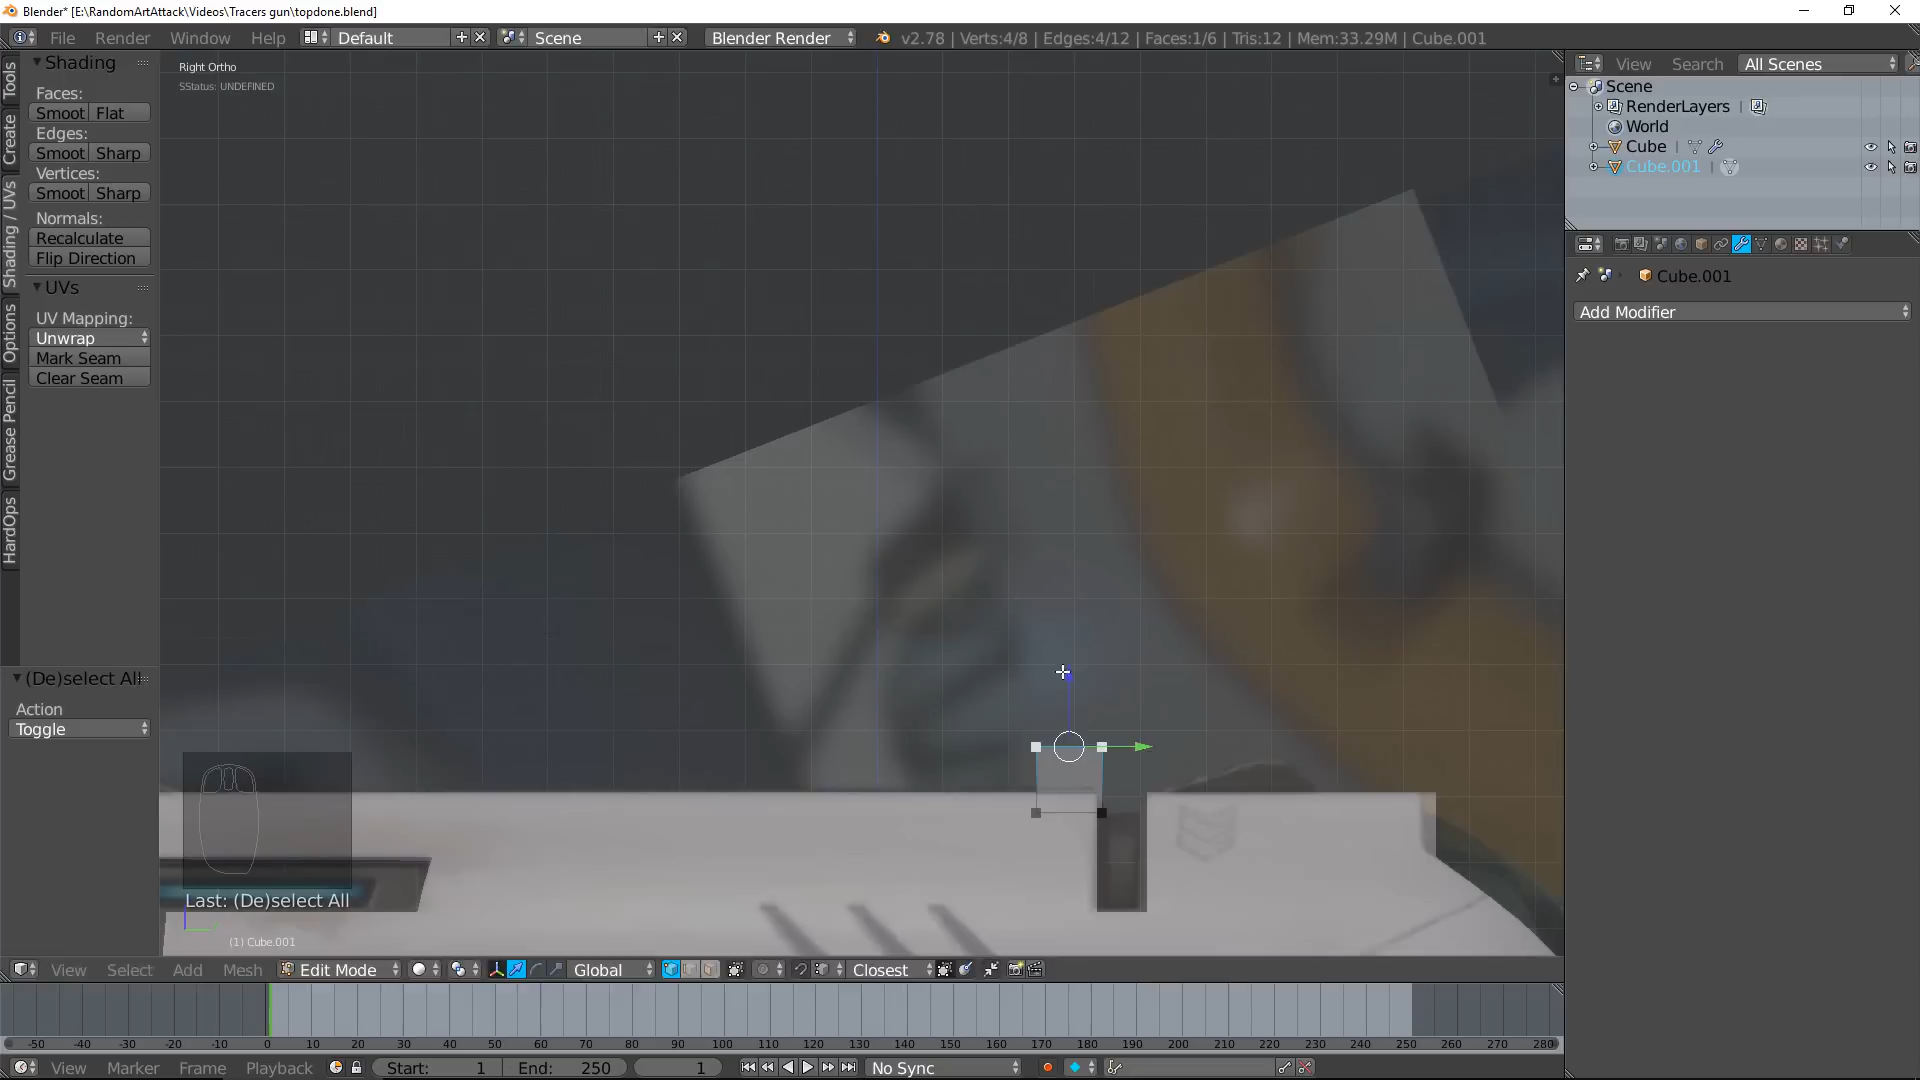 Blender* [E:\RandomArtAttack\Videos\Tracers gun\topdone.blend]
File Render Window Help Default Scene Blender Render v2.78 | Verts:4/8 | Edges:4/12 | Faces:1/6 | Tris:12 | Mem:33.29M | Cube.001
Tools
Create
Shading / UVs
Options
Grease Pencil
HardOps
Shading
Faces:
Smoot Flat
Edges:
Smoot Sharp
Vertices:
Smoot Sharp
Normals:
Recalculate
Flip Direction
UVs
UV Mapping:
Unwrap
Mark Seam
Clear Seam
(De)select All
Action
Toggle
Right Ortho
SStatus: UNDEFINED
Last: (De)select All
(1) Cube.001
View Search All Scenes
Scene
RenderLayers |
World
Cube |
Cube.001 |
Cube.001
Add Modifier
View Select Add Mesh Edit Mode Global Closest
-50 -40 -30 -20 -10 0 10 20 30 40 50 60 70 80 90 100 110 120 130 140 150 160 170 180 190 200 210 220 230 240 250 260 270 280
View Marker Frame Playback Start: 1 End: 250 1 No Sync